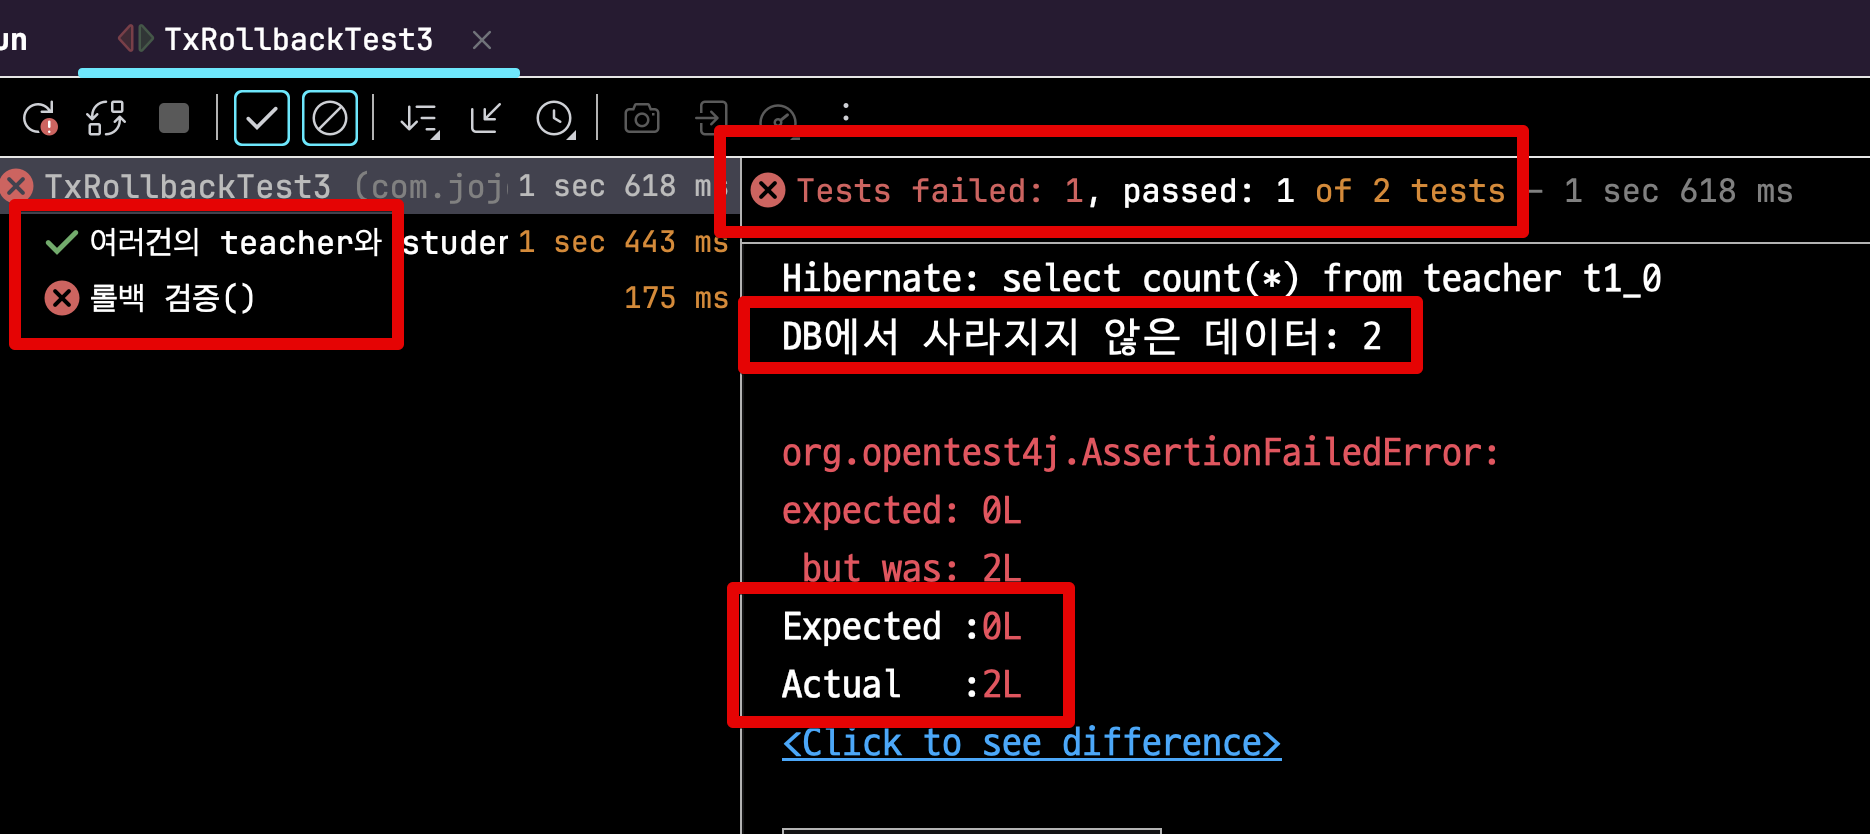 un
TxRollbackTest3
TxRollbackTest3 (com.joj 1 sec 618 ms
여러건의 teacher와 studen 1 sec 443 ms
롤백 검증() 175 ms
Tests failed: 1, passed: 1 of 2 tests – 1 sec 618 ms
Hibernate: select count(*) from teacher t1_0
DB에서 사라지지 않은 데이터: 2
org.opentest4j.AssertionFailedError:
expected: 0L
but was: 2L
Expected :0L
Actual   :2L
<Click to see difference>